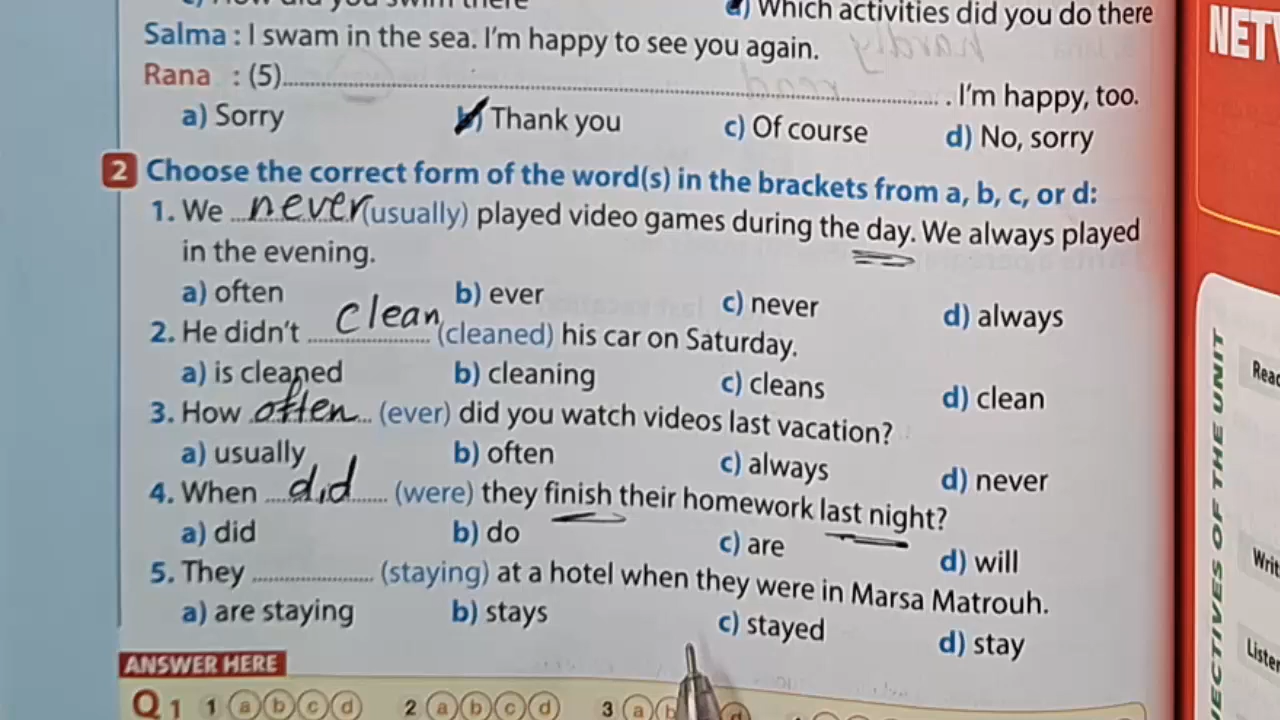 you swim there
d) Which activities did you do there
Salma : I swam in the sea. I'm happy to see you again.
Rana : (5).................... . I'm happy, too.
a) Sorry b) Thank you c) Of course d) No, sorry
2 Choose the correct form of the word(s) in the brackets from a, b, c, or d:
1. We never (usually) played video games during the day. We always played
in the evening.
a) often b) ever c) never d) always
2. He didn't clean (cleaned) his car on Saturday.
a) is cleaned b) cleaning c) cleans d) clean
3. How often (ever) did you watch videos last vacation?
a) usually b) often c) always d) never
4. When did (were) they finish their homework last night?
a) did b) do c) are d) will
5. They .................... (staying) at a hotel when they were in Marsa Matrouh.
a) are staying b) stays c) stayed d) stay
ANSWER HERE
Q1 1 a b c d 2 a b c d 3 a b d
OF THE UNIT